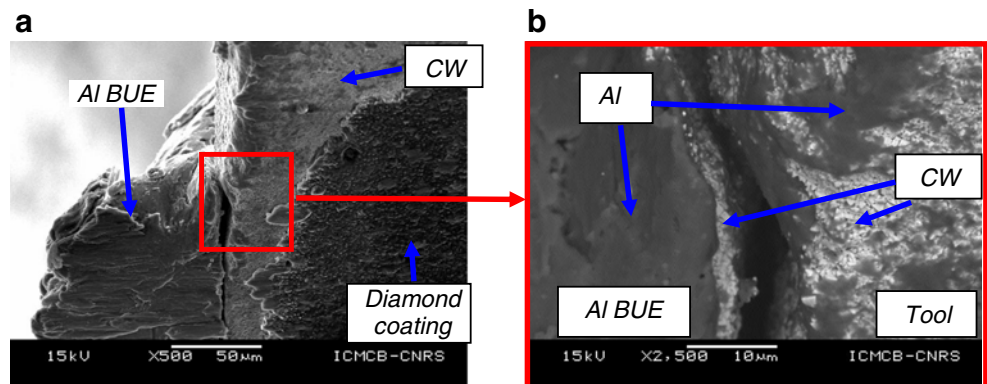 a
b
Al BUE
CW
Diamond
coating
15kV X500 50µm ICMCB-CNRS
Al
CW
Al BUE
Tool
15kV X2,500 10µm ICMCB-CNRS